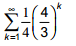 ∞
∑ 1/4 (4/3)^k
k=1